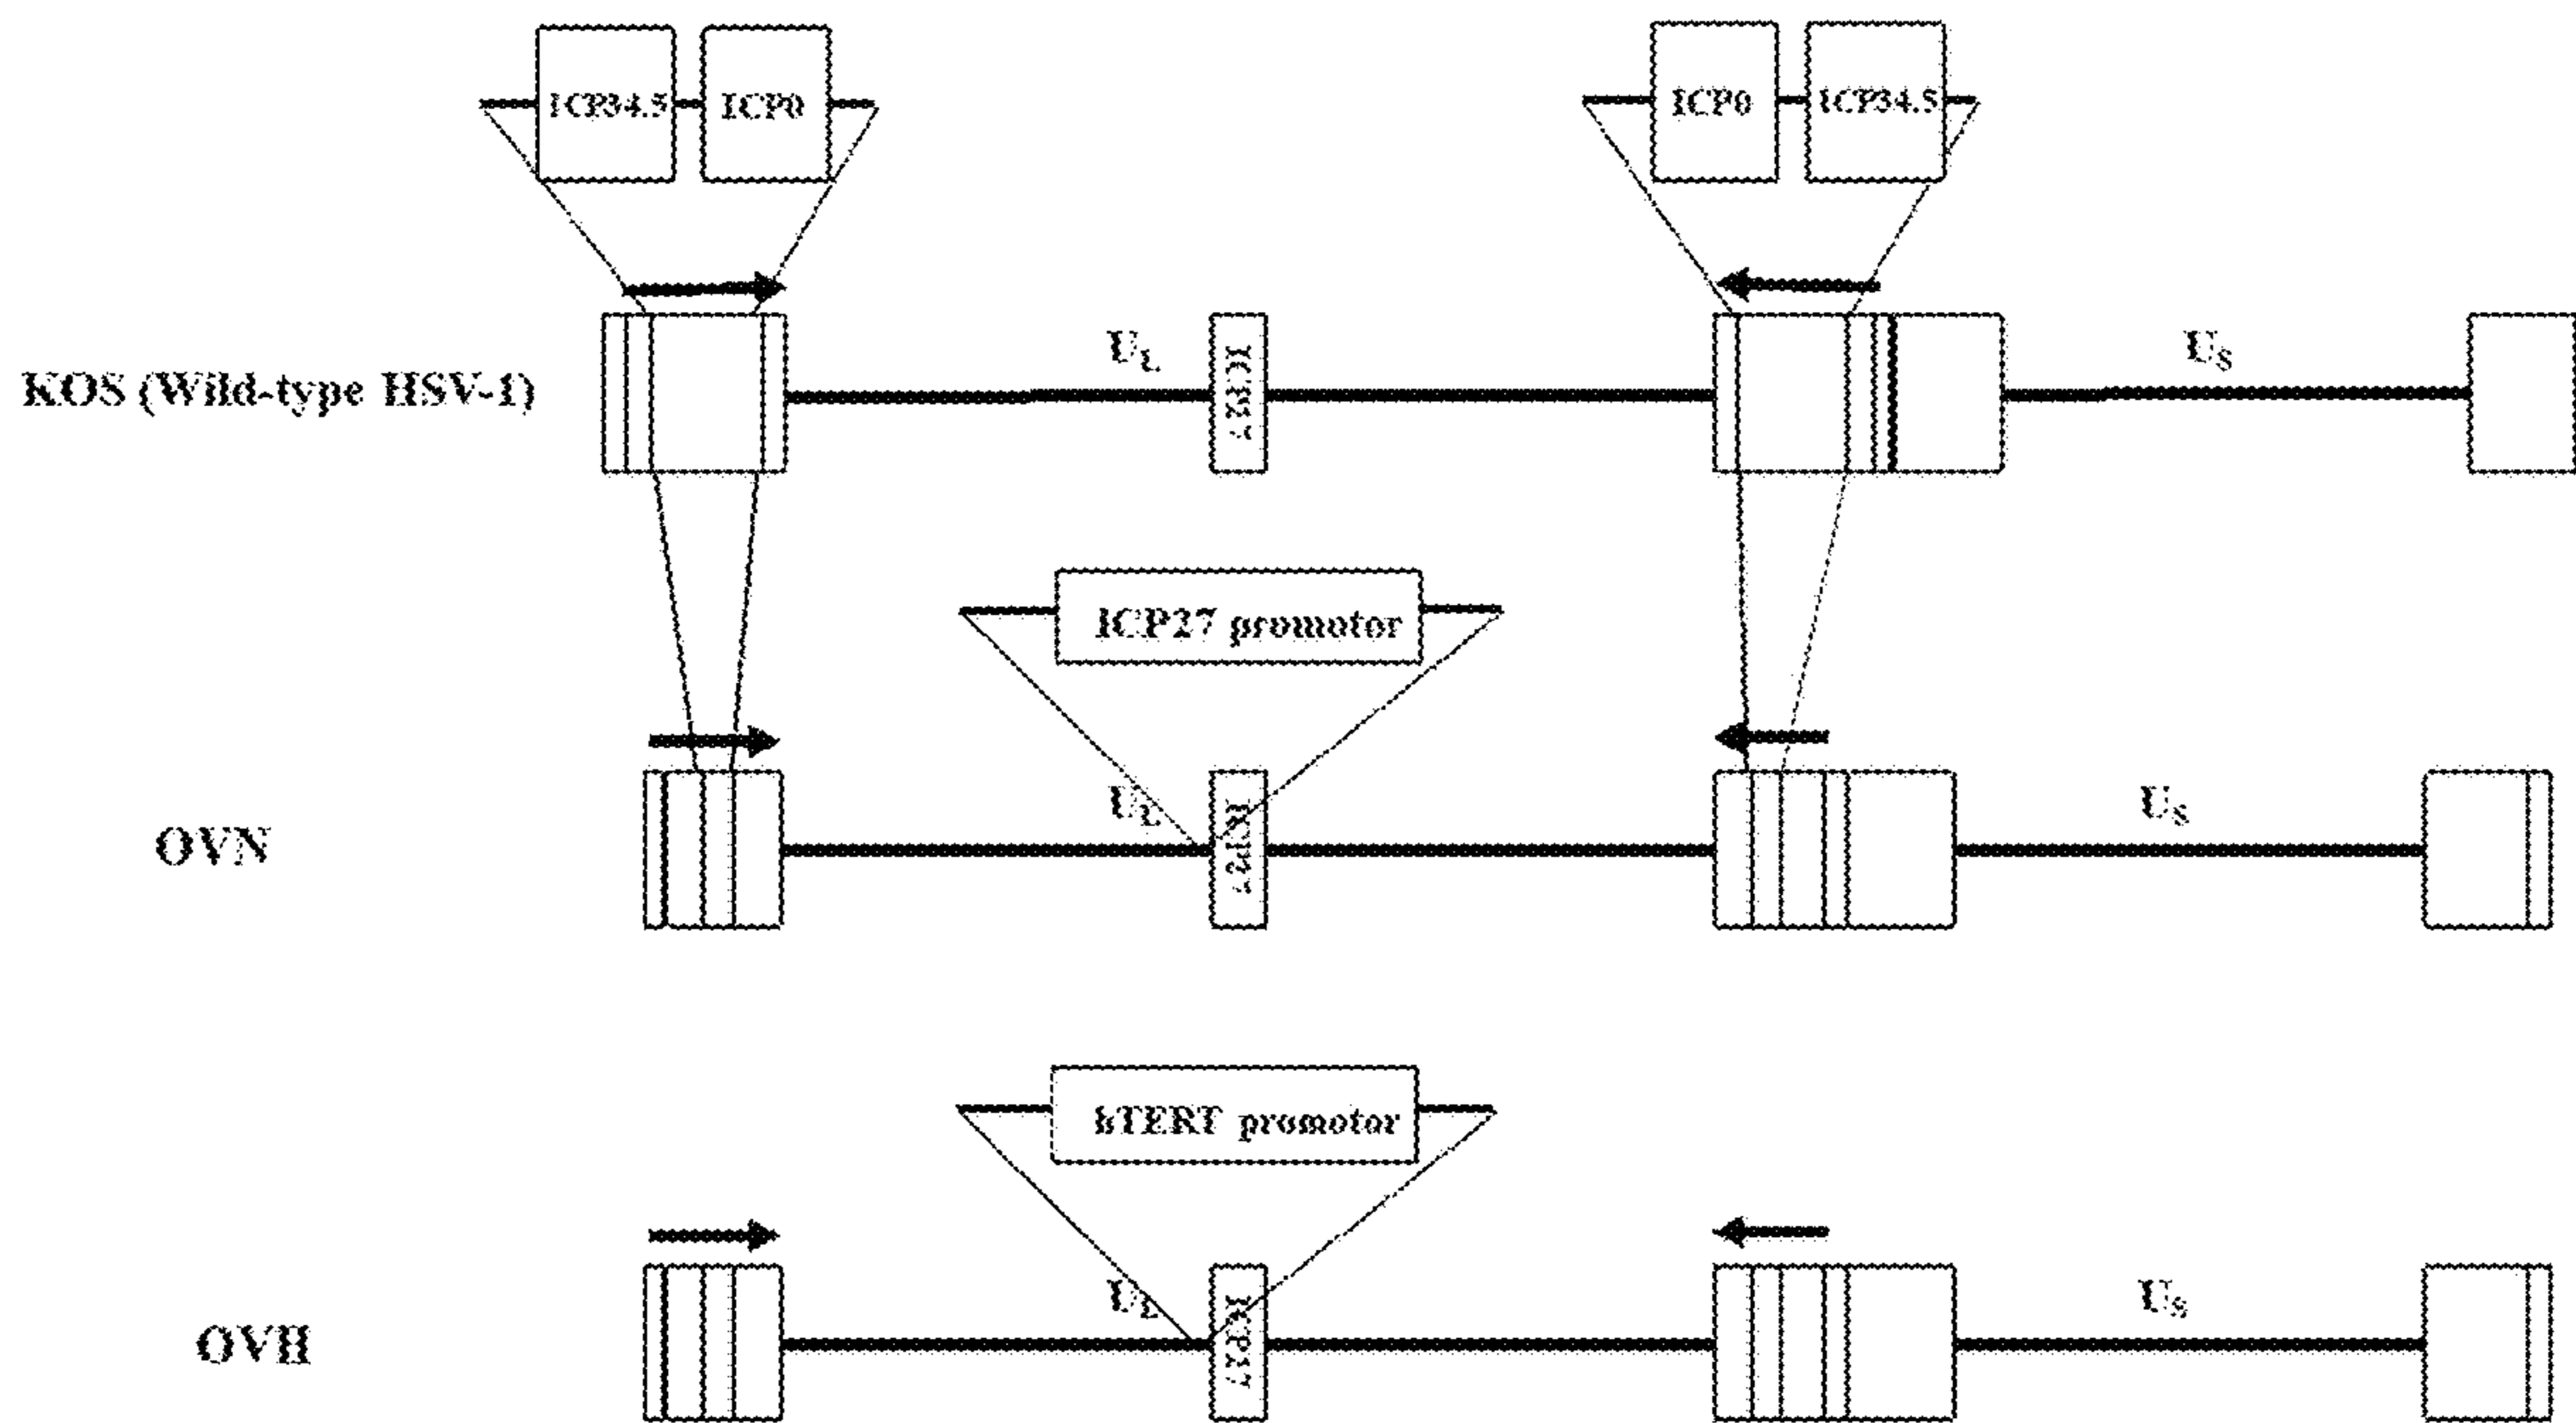 ICP34.5 ICP0 ICP0 ICP34.5
KOS (Wild-type HSV-1) UL ICP27 US
ICP27 promotor
OVN UL ICP27 US
hTERT promotor
OVH UL ICP27 US